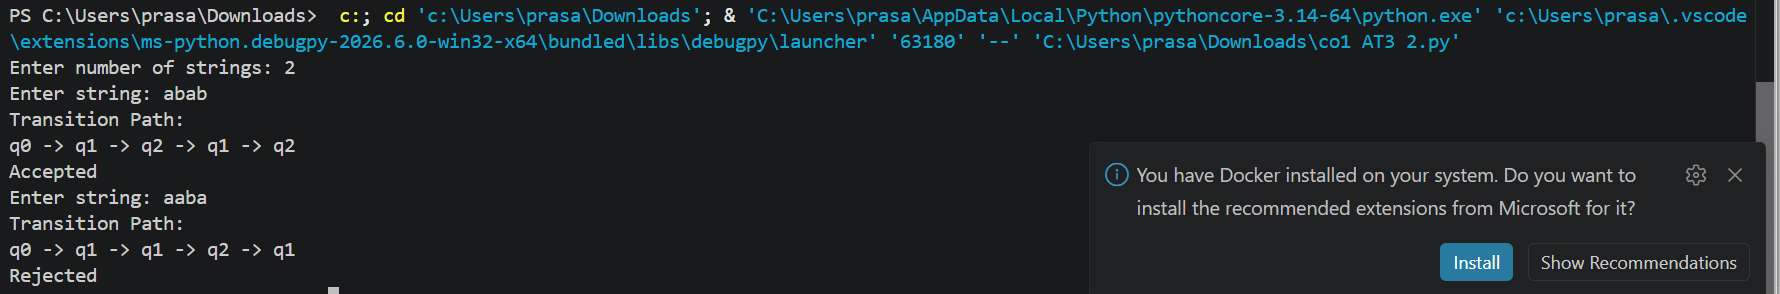 PS C:\Users\prasa\Downloads>  c:; cd 'c:\Users\prasa\Downloads'; & 'C:\Users\prasa\AppData\Local\Python\pythoncore-3.14-64\python.exe' 'c:\Users\prasa\.vscode
\extensions\ms-python.debugpy-2026.6.0-win32-x64\bundled\libs\debugpy\launcher' '63180' '--' 'C:\Users\prasa\Downloads\co1 AT3 2.py'
Enter number of strings: 2
Enter string: abab
Transition Path:
q0 -> q1 -> q2 -> q1 -> q2
Accepted
Enter string: aaba
Transition Path:
q0 -> q1 -> q1 -> q2 -> q1
Rejected
You have Docker installed on your system. Do you want to
install the recommended extensions from Microsoft for it?
Install
Show Recommendations